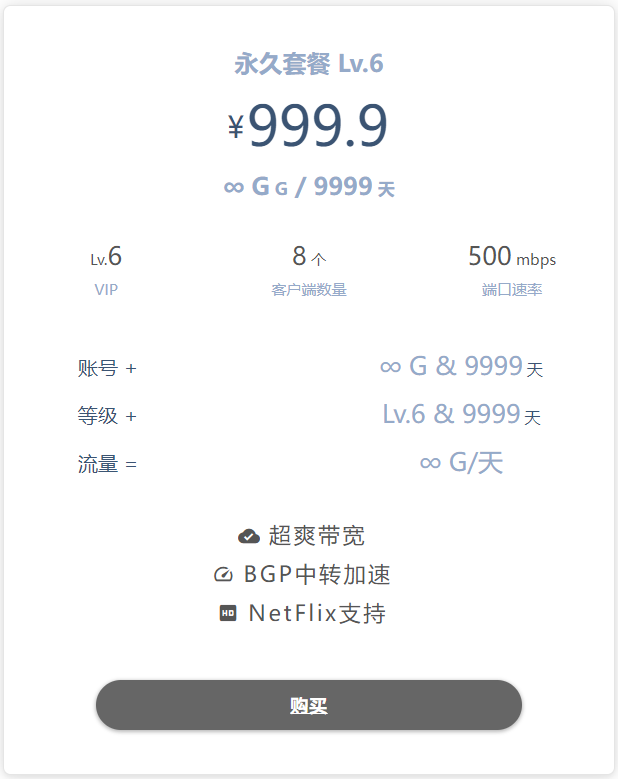 永久套餐 Lv.6
¥999.9
∞ G G / 9999 天
Lv.6 8 个 500 mbps
VIP 客户端数量 端口速率
账号 + ∞ G & 9999 天
等级 + Lv.6 & 9999 天
流量 = ∞ G/天
超爽带宽
BGP中转加速
HD NetFlix支持
购买